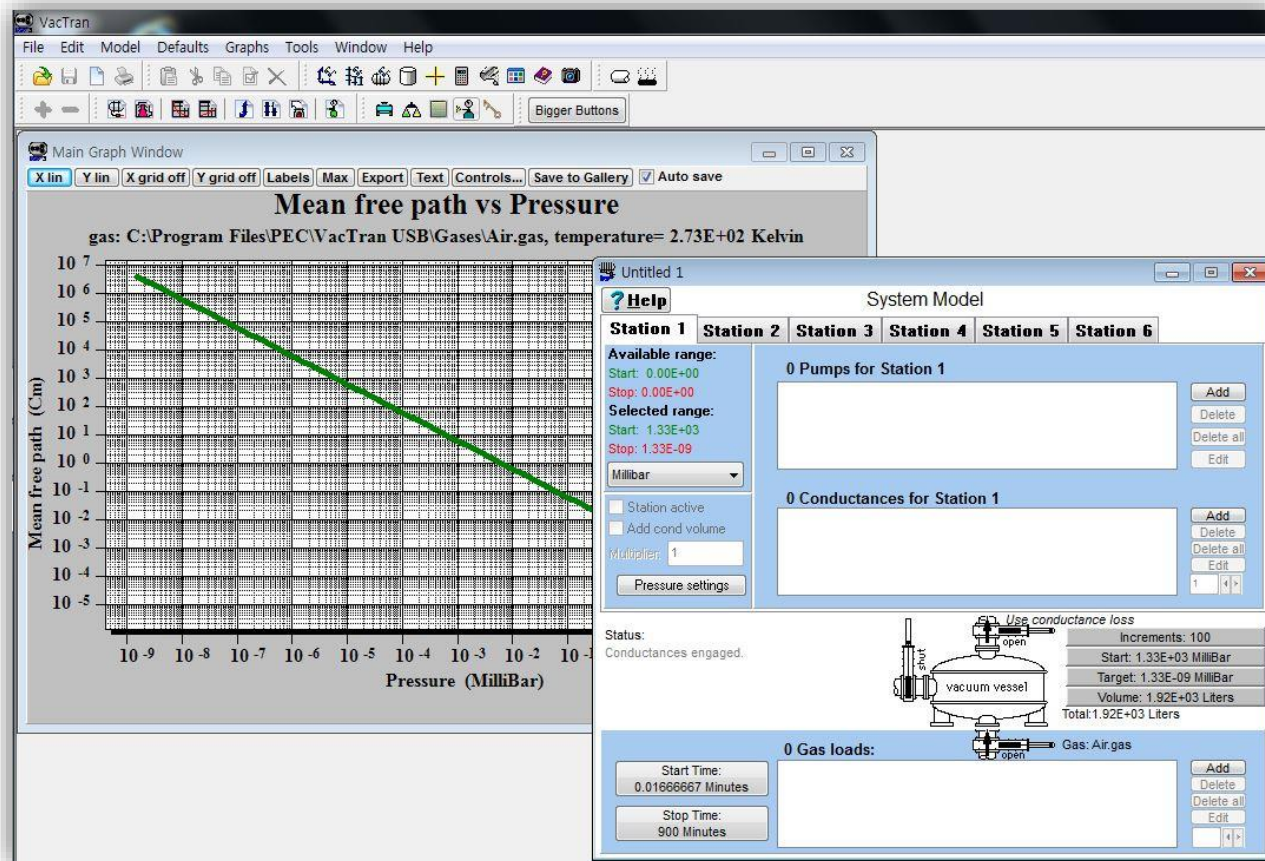 VacTran
File Edit Model Defaults Graphs Tools Window Help
Bigger Buttons
Main Graph Window
X lin Y lin X grid off Y grid off Labels Max Export Text Controls... Save to Gallery Auto save
Mean free path vs Pressure
gas: C:\Program Files\PEC\VacTran USB\Gases\Air.gas, temperature= 2.73E+02 Kelvin
10 7
10 6
10 5
10 4
10 3
10 2
10 1
10 0
10 -1
10 -2
10 -3
10 -4
10 -5
Mean free path (Cm)
10 -9 10 -8 10 -7 10 -6 10 -5 10 -4 10 -3 10 -2
Pressure (MilliBar)
Untitled 1
? Help
System Model
Station 1 Station 2 Station 3 Station 4 Station 5 Station 6
Available range:
Start: 0.00E+00
Stop: 0.00E+00
Selected range:
Start: 1.33E+03
Stop: 1.33E-09
Millibar
Station active
Add cond volume
Multiplier: 1
Pressure settings
0 Pumps for Station 1
Add
Delete
Delete all
Edit
0 Conductances for Station 1
Add
Delete
Delete all
Edit
1
Status:
Conductances engaged.
Use conductance loss
open
shut
vacuum vessel
open
Increments: 100
Start: 1.33E+03 MilliBar
Target: 1.33E-09 MilliBar
Volume: 1.92E+03 Liters
Total:1.92E+03 Liters
Gas: Air.gas
0 Gas loads:
Start Time:
0.01666667 Minutes
Stop Time:
900 Minutes
Add
Delete
Delete all
Edit